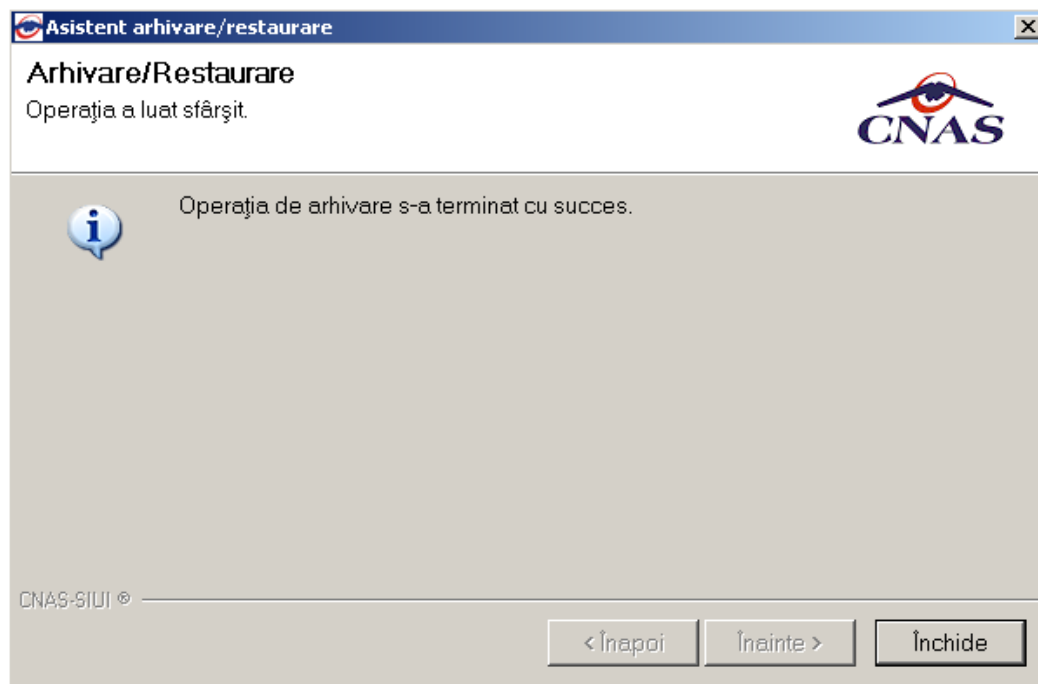 Asistent arhivare/restaurare
Arhivare/Restaurare
Operaţia a luat sfârşit.
CNAS
Operaţia de arhivare s-a terminat cu succes.
CNAS-SIUI ®
< Înapoi
Înainte >
Închide